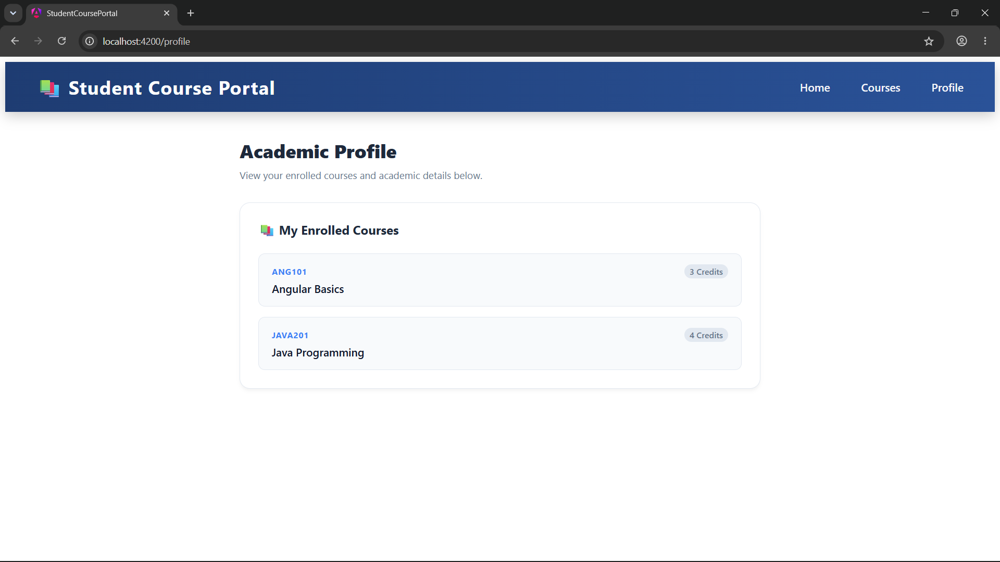 StudentCoursePortal
localhost:4200/profile
Student Course Portal
Home Courses Profile
Academic Profile
View your enrolled courses and academic details below.
My Enrolled Courses
ANG101 3 Credits
Angular Basics
JAVA201 4 Credits
Java Programming